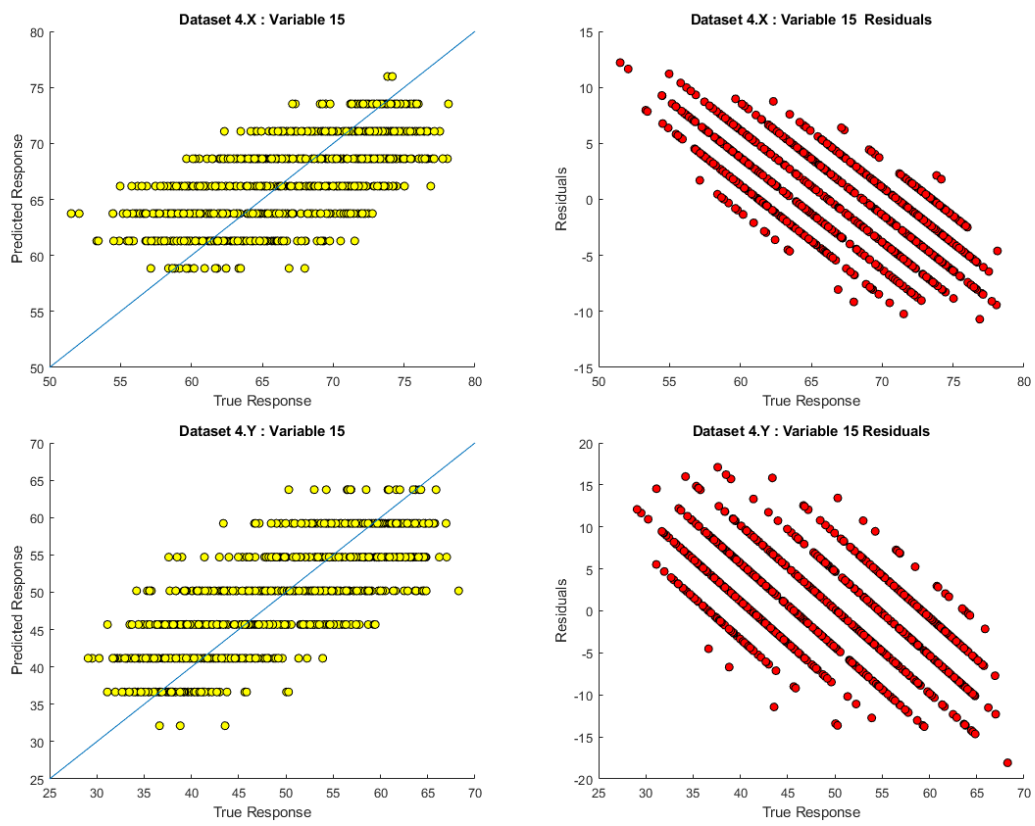 Dataset 4.X : Variable 15
Predicted Response
80
75
70
65
60
55
50
50 55 60 65 70 75 80
True Response
Dataset 4.X : Variable 15 Residuals
Residuals
15
10
5
0
-5
-10
-15
50 55 60 65 70 75 80
True Response
Dataset 4.Y : Variable 15
Predicted Response
70
65
60
55
50
45
40
35
30
25
25 30 35 40 45 50 55 60 65 70
True Response
Dataset 4.Y : Variable 15 Residuals
Residuals
20
15
10
5
0
-5
-10
-15
-20
25 30 35 40 45 50 55 60 65 70
True Response